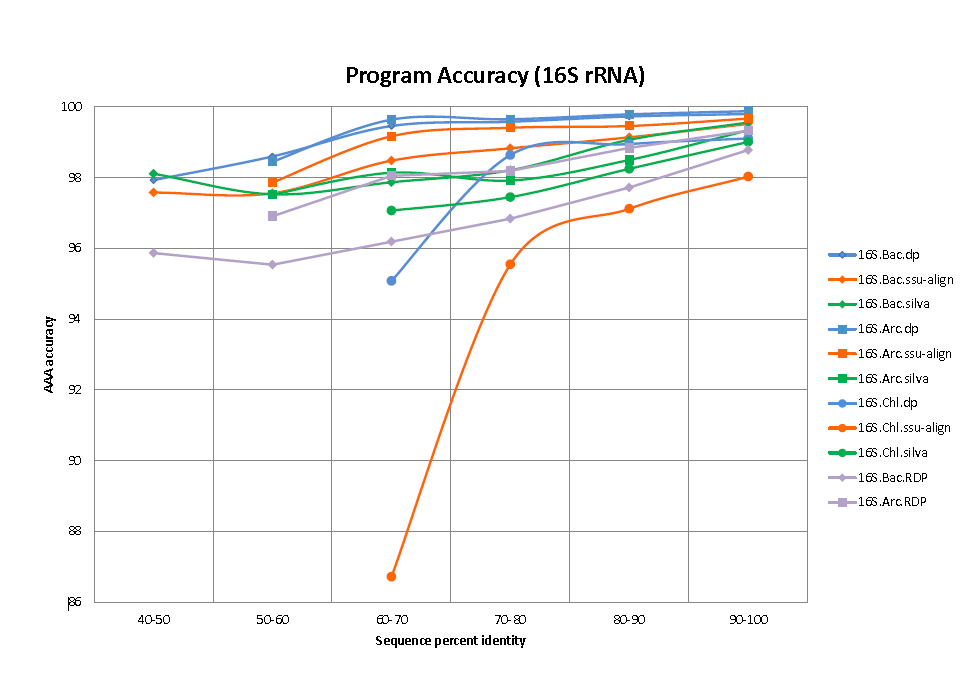 Program Accuracy (16S rRNA)
100
98
96
94
92
90
88
86
AAA accuracy
40-50
50-60
60-70
70-80
80-90
90-100
Sequence percent identity
16S.Bac.dp
16S.Bac.ssu-align
16S.Bac.silva
16S.Arc.dp
16S.Arc.ssu-align
16S.Arc.silva
16S.Chl.dp
16S.Chl.ssu-align
16S.Chl.silva
16S.Bac.RDP
16S.Arc.RDP